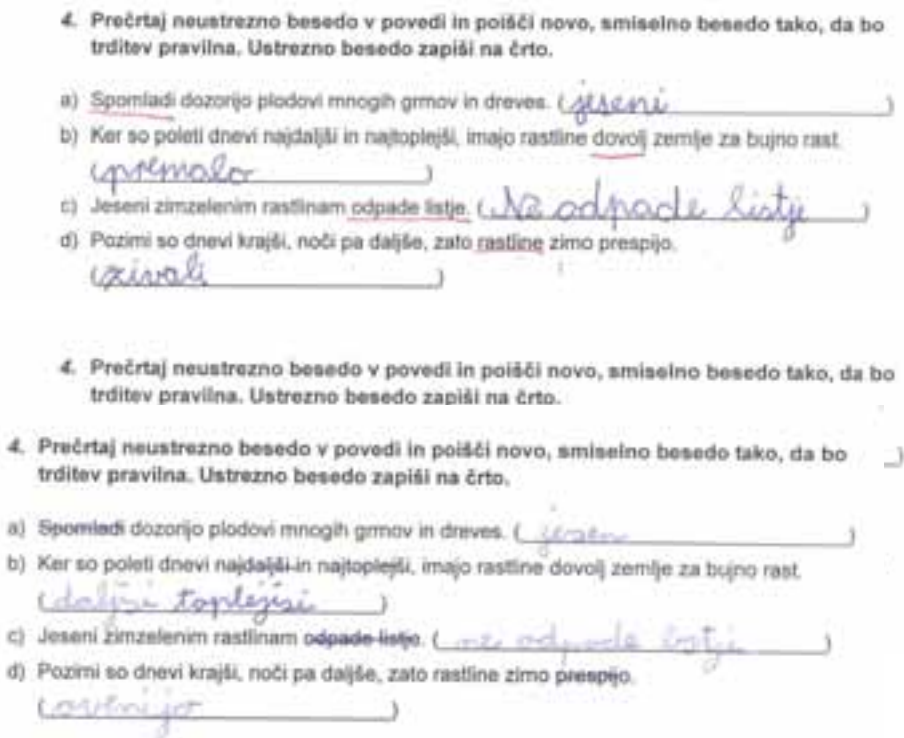 4. Prečrtaj neustrezno besedo v povedi in poišči novo, smiselno besedo tako, da bo
trditev pravilna. Ustrezno besedo zapiši na črto.
a) Spomladi dozorijo plodovi mnogih grmov in dreves. (jeseni)
b) Ker so poleti dnevi najdaljši in najtoplejši, imajo rastline dovolj zemlje za bujno rast.
(premalo)
c) Jeseni zimzelenim rastlinam odpade listje. (Ne odpade listje)
d) Pozimi so dnevi krajši, noči pa daljše, zato rastline zimo prespijo.
(živali)
4. Prečrtaj neustrezno besedo v povedi in poišči novo, smiselno besedo tako, da bo
trditev pravilna. Ustrezno besedo zapiši na črto.
4. Prečrtaj neustrezno besedo v povedi in poišči novo, smiselno besedo tako, da bo )
trditev pravilna. Ustrezno besedo zapiši na črto.
a) Spomladi dozorijo plodovi mnogih grmov in dreves. (jesen)
b) Ker so poleti dnevi najdaljši in najtoplejši, imajo rastline dovolj zemlje za bujno rast.
(daljši toplejisi)
c) Jeseni zimzelenim rastlinam odpade listje. (ne odpade listje)
d) Pozimi so dnevi krajši, noči pa daljše, zato rastline zimo prespijo.
(ovenijo)